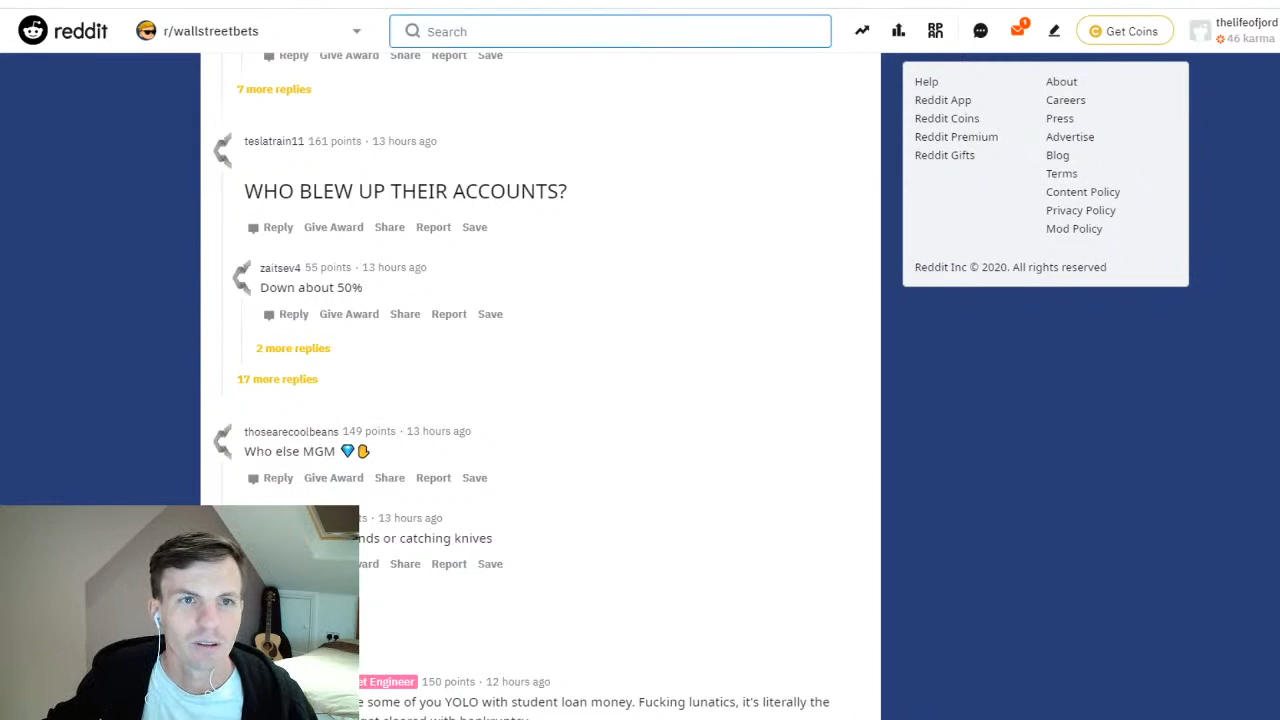 reddit r/wallstreetbets Search 1 Get Coins thelifeofjord
46 karma
Reply Give Award Share Report Save
7 more replies
teslatrain11 161 points · 13 hours ago
WHO BLEW UP THEIR ACCOUNTS?
Reply Give Award Share Report Save
zaitsev4 55 points · 13 hours ago
Down about 50%
Reply Give Award Share Report Save
2 more replies
17 more replies
thosearecoolbeans 149 points · 13 hours ago
Who else MGM 💎✋
Reply Give Award Share Report Save
· 13 hours ago
or catching knives
Share Report Save
Engineer 150 points · 12 hours ago
some of you YOLO with student loan money. Fucking lunatics, it's literally the
cleared with bankruptcy
Help About
Reddit App Careers
Reddit Coins Press
Reddit Premium Advertise
Reddit Gifts Blog
Terms
Content Policy
Privacy Policy
Mod Policy
Reddit Inc © 2020. All rights reserved